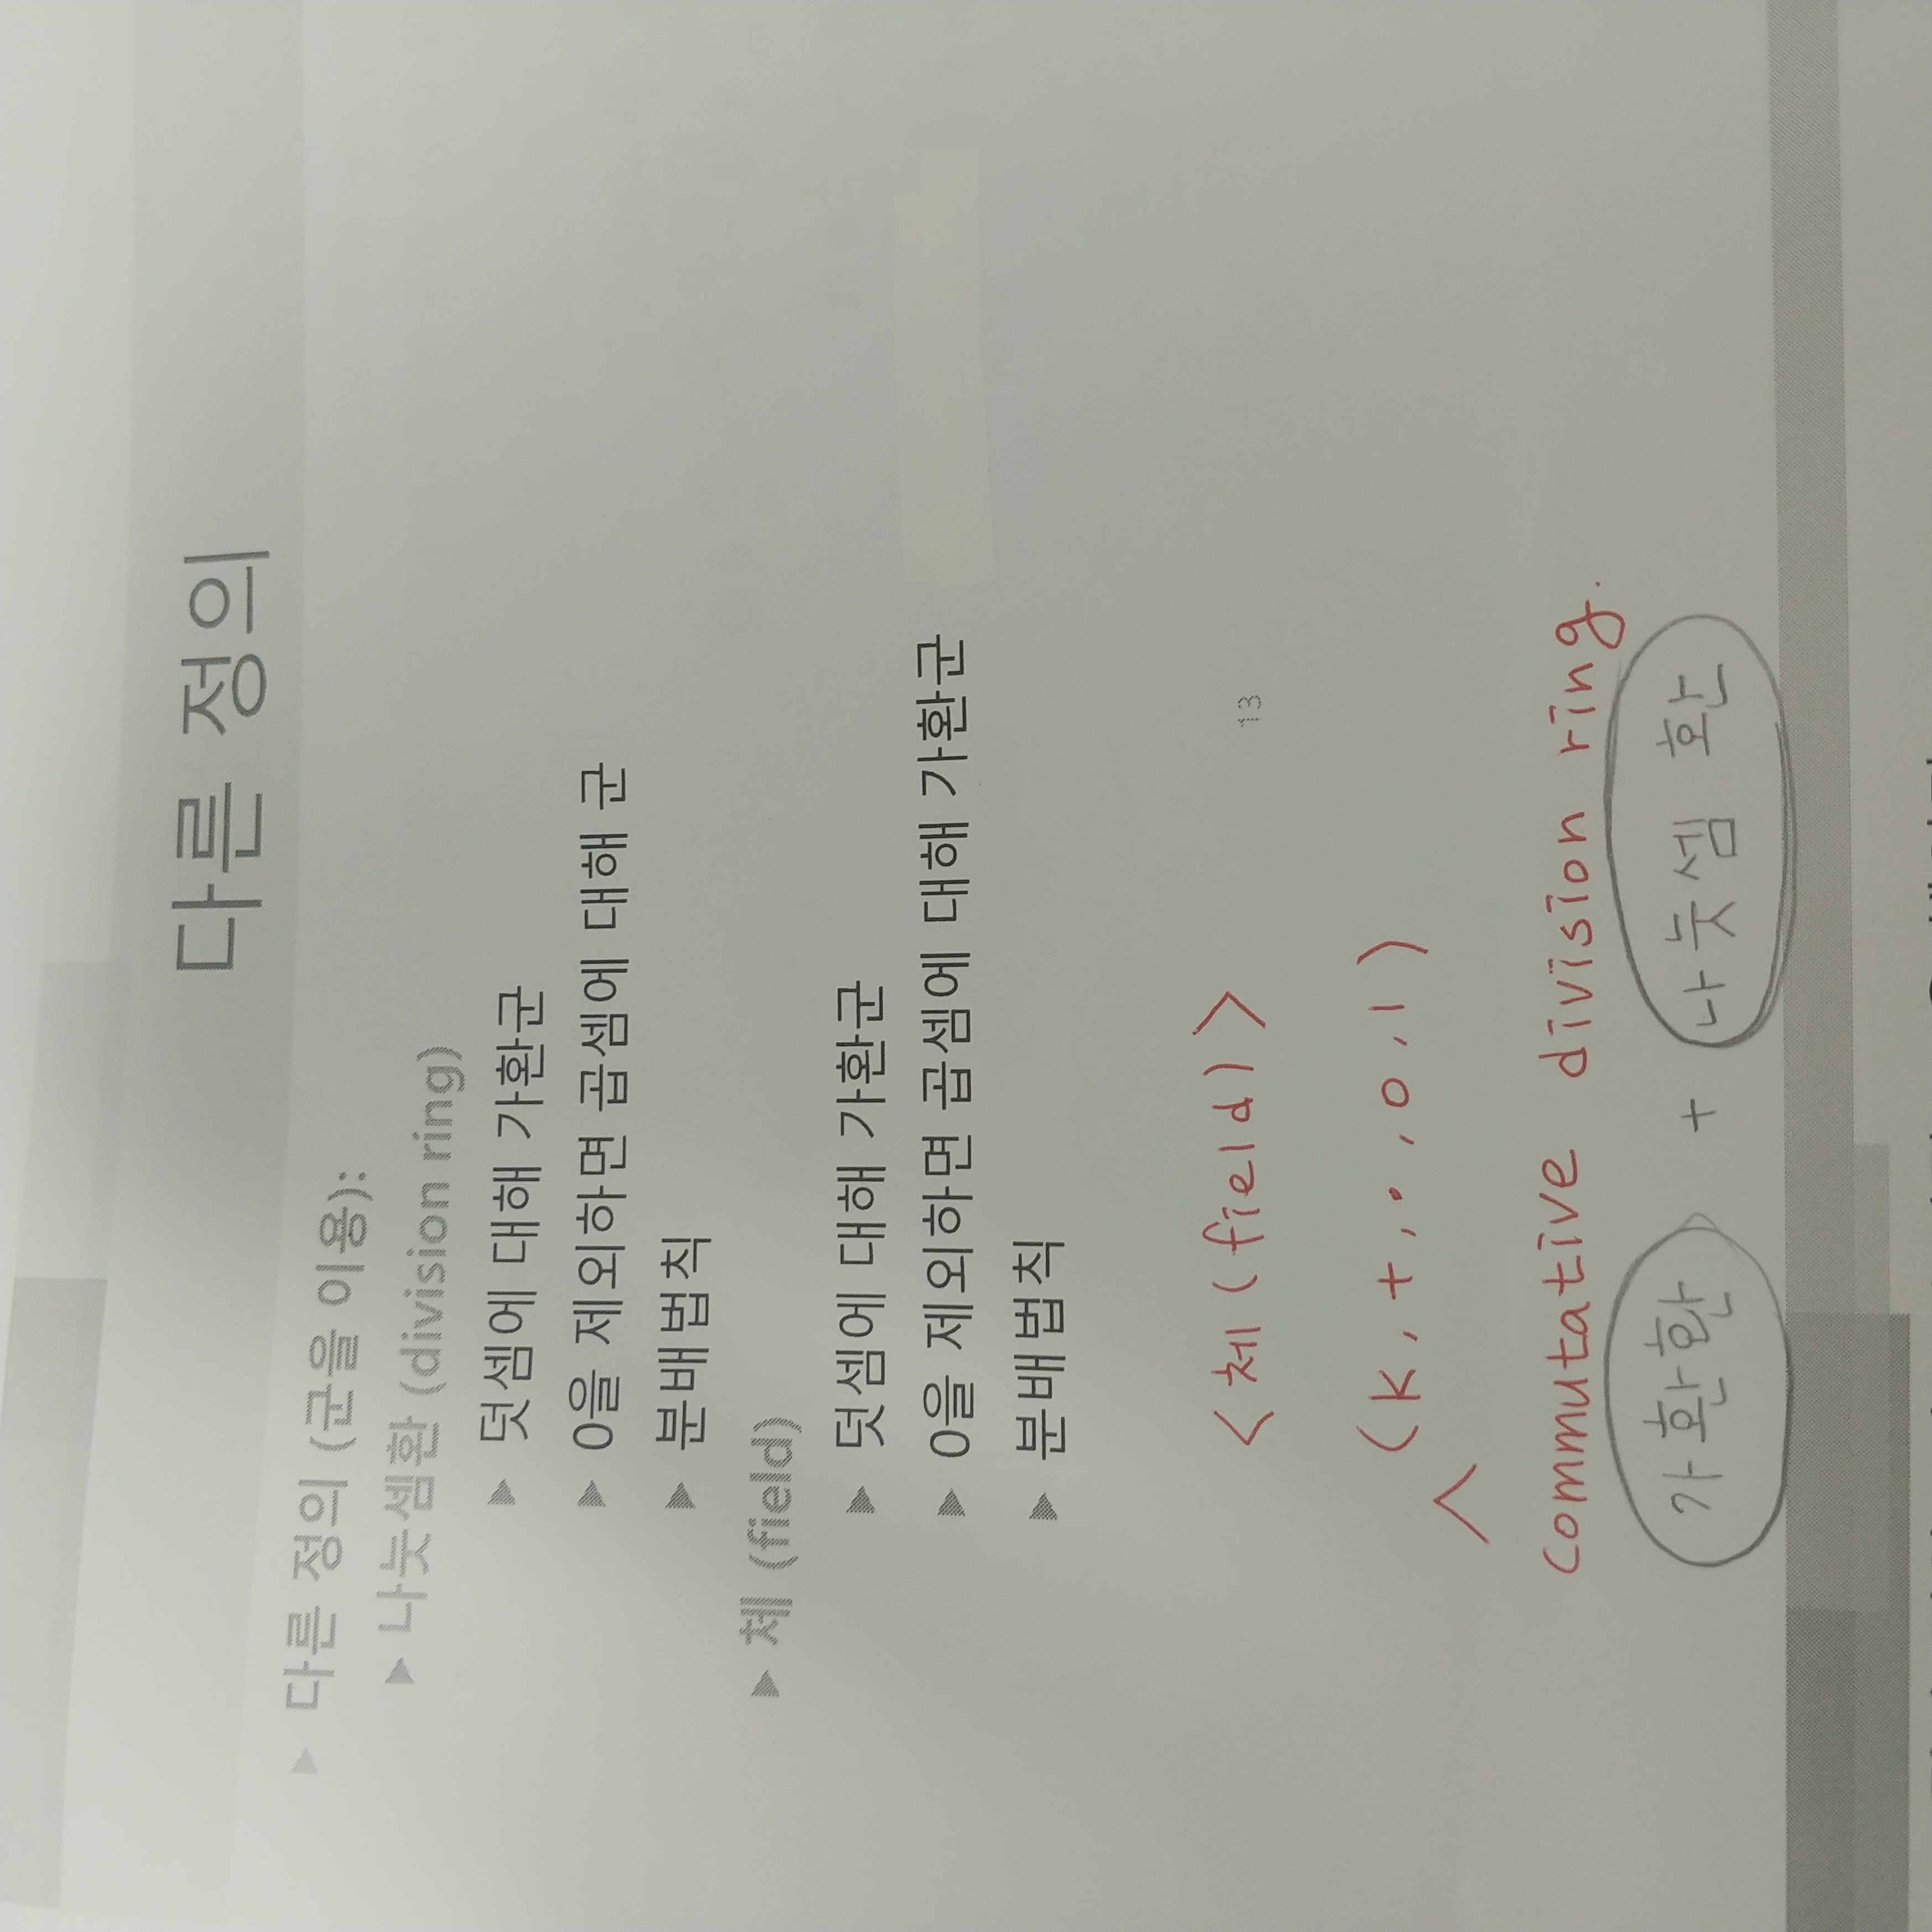 다른 정의
▶ 다른 정의 (군을 이용):
▶ 나눗셈환 (division ring)
▶ 덧셈에 대해 가환군
▶ 0을 제외하면 곱셈에 대해 군
▶ 분배법칙
▶ 체 (field)
▶ 덧셈에 대해 가환군
▶ 0을 제외하면 곱셈에 대해 가환군
▶ 분배법칙
< 체 (field) >
13
(K, +, ·, 0, 1)
commutative division ring.
가환환 + 나눗셈 환